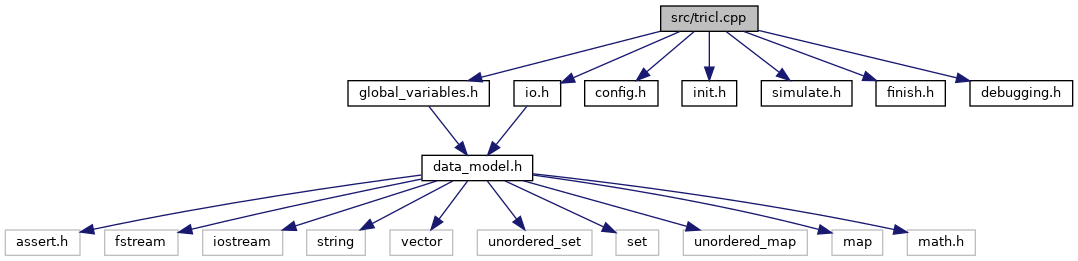 src/tricl.cpp
global_variables.h
io.h
config.h
init.h
simulate.h
finish.h
debugging.h
data_model.h
assert.h
fstream
iostream
string
vector
unordered_set
set
unordered_map
map
math.h